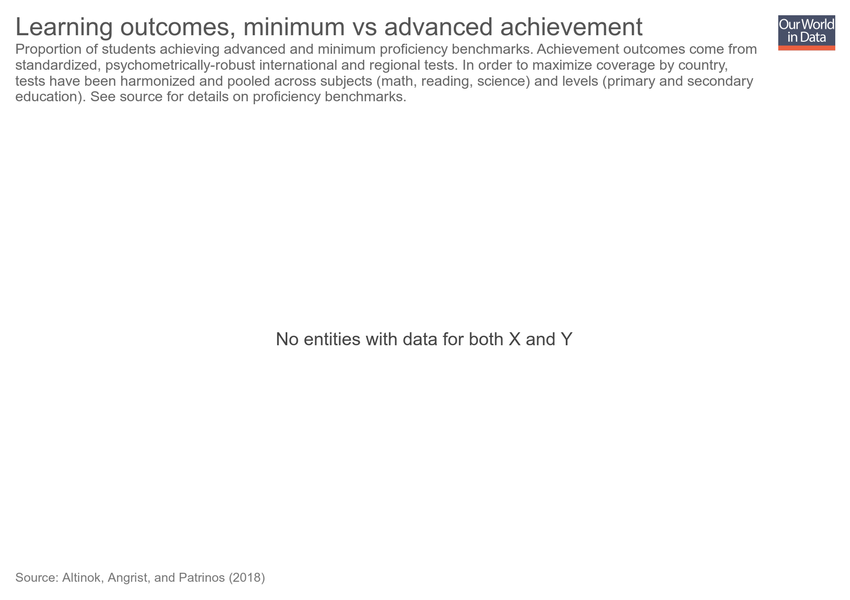 Learning outcomes, minimum vs advanced achievement
Our World
in Data
Proportion of students achieving advanced and minimum proficiency benchmarks. Achievement outcomes come from
standardized, psychometrically-robust international and regional tests. In order to maximize coverage by country,
tests have been harmonized and pooled across subjects (math, reading, science) and levels (primary and secondary
education). See source for details on proficiency benchmarks.
No entities with data for both X and Y
Source: Altinok, Angrist, and Patrinos (2018)